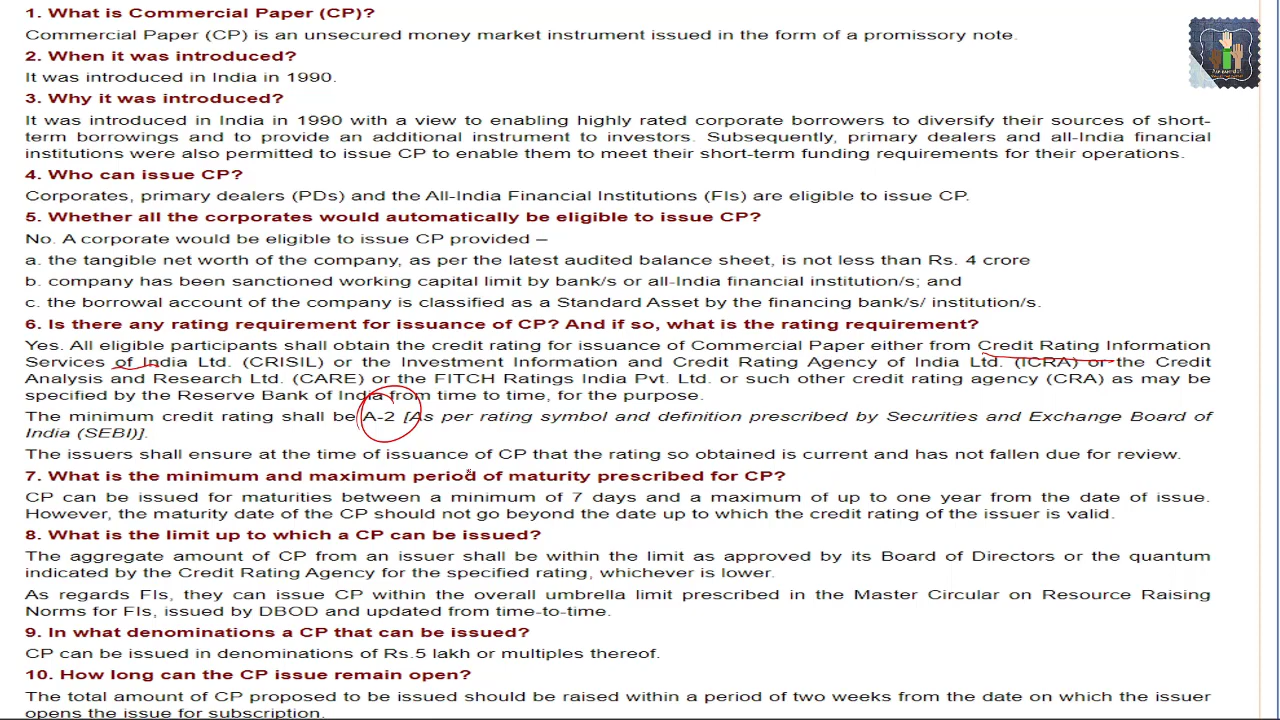 1. What is Commercial Paper (CP)?
Commercial Paper (CP) is an unsecured money market instrument issued in the form of a promissory note.
2. When it was introduced?
It was introduced in India in 1990.
3. Why it was introduced?
It was introduced in India in 1990 with a view to enabling highly rated corporate borrowers to diversify their sources of short-
term borrowings and to provide an additional instrument to investors. Subsequently, primary dealers and all-India financial
institutions were also permitted to issue CP to enable them to meet their short-term funding requirements for their operations.
4. Who can issue CP?
Corporates, primary dealers (PDs) and the All-India Financial Institutions (FIs) are eligible to issue CP.
5. Whether all the corporates would automatically be eligible to issue CP?
No. A corporate would be eligible to issue CP provided –
a. the tangible net worth of the company, as per the latest audited balance sheet, is not less than Rs. 4 crore
b. company has been sanctioned working capital limit by bank/s or all-India financial institution/s; and
c. the borrowal account of the company is classified as a Standard Asset by the financing bank/s/ institution/s.
6. Is there any rating requirement for issuance of CP? And if so, what is the rating requirement?
Yes. All eligible participants shall obtain the credit rating for issuance of Commercial Paper either from Credit Rating Information
Services of India Ltd. (CRISIL) or the Investment Information and Credit Rating Agency of India Ltd. (ICRA) or the Credit
Analysis and Research Ltd. (CARE) or the FITCH Ratings India Pvt. Ltd. or such other credit rating agency (CRA) as may be
specified by the Reserve Bank of India from time to time, for the purpose.
The minimum credit rating shall be A-2 [As per rating symbol and definition prescribed by Securities and Exchange Board of
India (SEBI)].
The issuers shall ensure at the time of issuance of CP that the rating so obtained is current and has not fallen due for review.
7. What is the minimum and maximum period of maturity prescribed for CP?
CP can be issued for maturities between a minimum of 7 days and a maximum of up to one year from the date of issue.
However, the maturity date of the CP should not go beyond the date up to which the credit rating of the issuer is valid.
8. What is the limit up to which a CP can be issued?
The aggregate amount of CP from an issuer shall be within the limit as approved by its Board of Directors or the quantum
indicated by the Credit Rating Agency for the specified rating, whichever is lower.
As regards FIs, they can issue CP within the overall umbrella limit prescribed in the Master Circular on Resource Raising
Norms for FIs, issued by DBOD and updated from time-to-time.
9. In what denominations a CP that can be issued?
CP can be issued in denominations of Rs.5 lakh or multiples thereof.
10. How long can the CP issue remain open?
The total amount of CP proposed to be issued should be raised within a period of two weeks from the date on which the issuer
opens the issue for subscription.